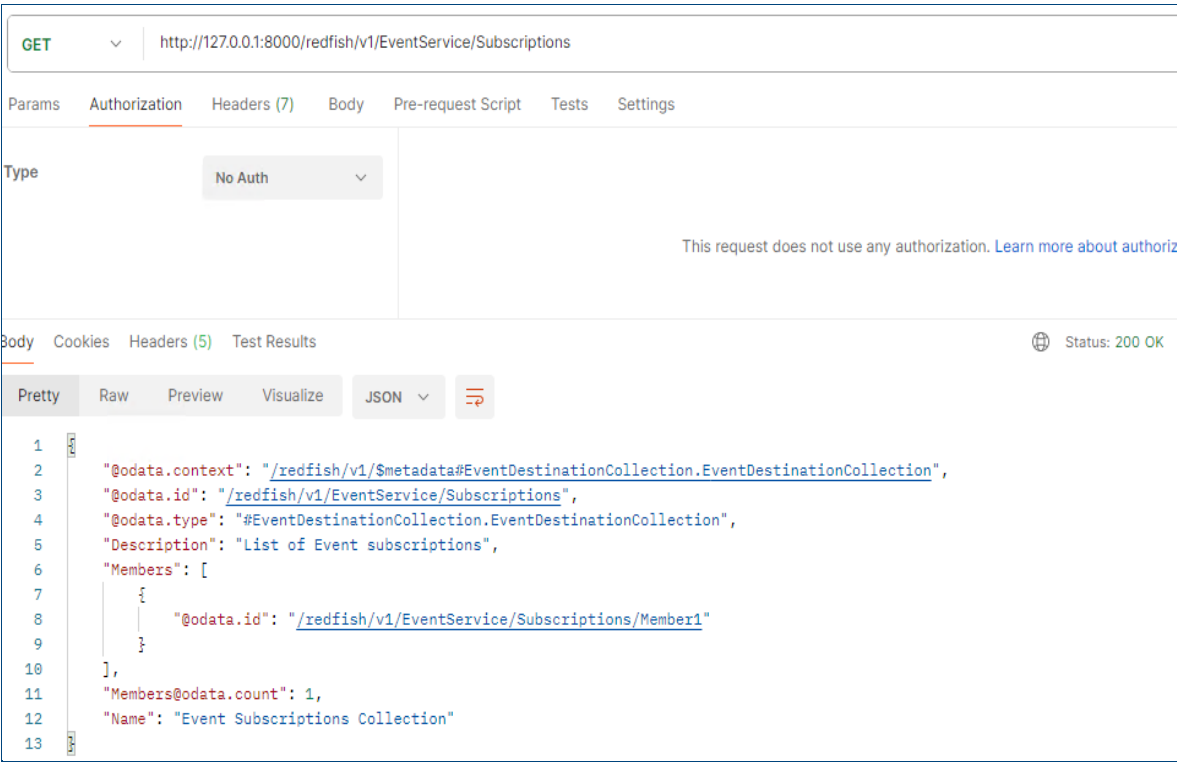 GET http://127.0.0.1:8000/redfish/v1/EventService/Subscriptions
Params Authorization Headers (7) Body Pre-request Script Tests Settings
Type No Auth
This request does not use any authorization. Learn more about authoriz
Body Cookies Headers (5) Test Results Status: 200 OK
Pretty Raw Preview Visualize JSON
1 {
2 "@odata.context": "/redfish/v1/$metadata#EventDestinationCollection.EventDestinationCollection",
3 "@odata.id": "/redfish/v1/EventService/Subscriptions",
4 "@odata.type": "#EventDestinationCollection.EventDestinationCollection",
5 "Description": "List of Event subscriptions",
6 "Members": [
7 {
8 "@odata.id": "/redfish/v1/EventService/Subscriptions/Member1"
9 }
10 ],
11 "Members@odata.count": 1,
12 "Name": "Event Subscriptions Collection"
13 }